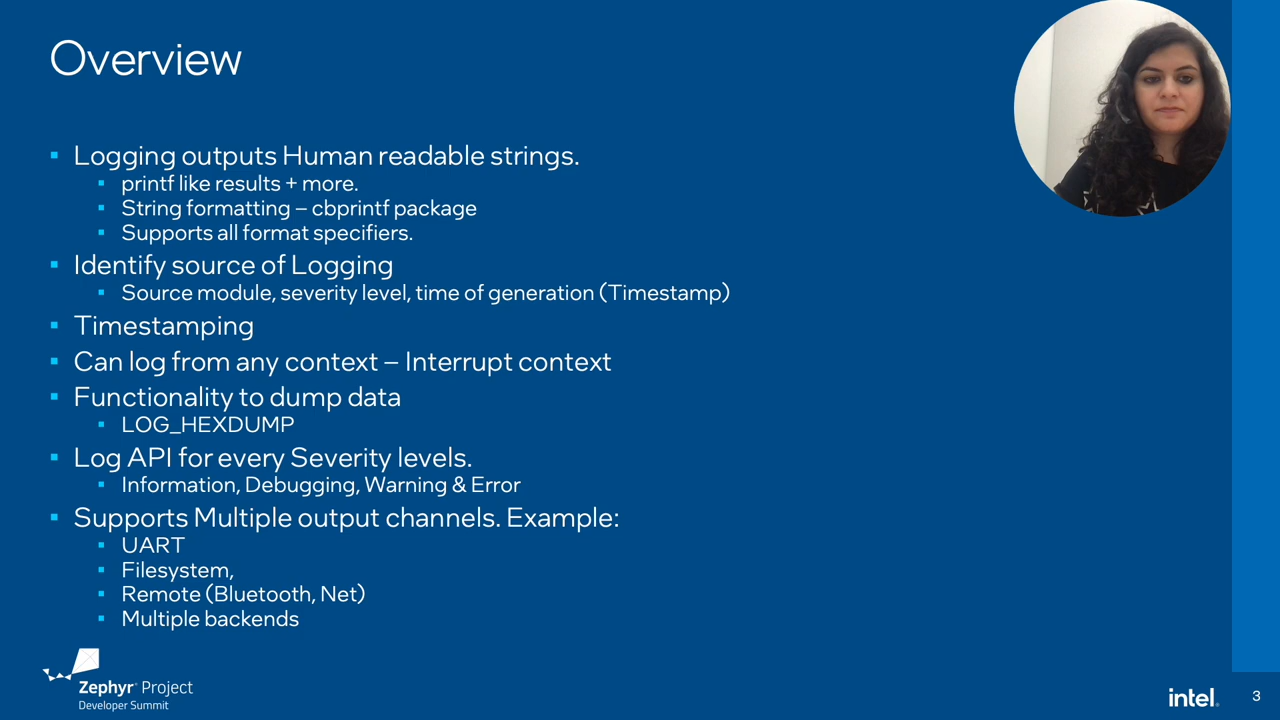 Overview
Logging outputs Human readable strings.
printf like results + more.
String formatting – cbprintf package
Supports all format specifiers.
Identify source of Logging
Source module, severity level, time of generation (Timestamp)
Timestamping
Can log from any context – Interrupt context
Functionality to dump data
LOG_HEXDUMP
Log API for every Severity levels.
Information, Debugging, Warning & Error
Supports Multiple output channels. Example:
UART
Filesystem,
Remote (Bluetooth, Net)
Multiple backends
Zephyr Project
Developer Summit
intel.
3